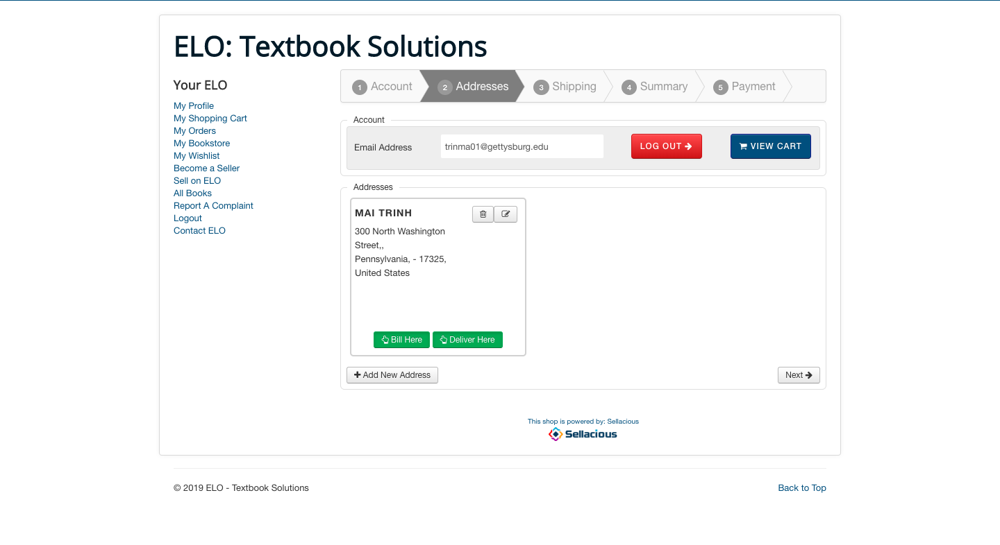 ELO: Textbook Solutions
Your ELO
My Profile
My Shopping Cart
My Orders
My Bookstore
My Wishlist
Become a Seller
Sell on ELO
All Books
Report A Complaint
Logout
Contact ELO
1 Account 2 Addresses 3 Shipping 4 Summary 5 Payment
Account
Email Address trinma01@gettysburg.edu LOG OUT VIEW CART
Addresses
MAI TRINH
300 North Washington
Street,,
Pennsylvania, - 17325,
United States
Bill Here Deliver Here
Add New Address Next
This shop is powered by: Sellacious
Sellacious
© 2019 ELO - Textbook Solutions Back to Top